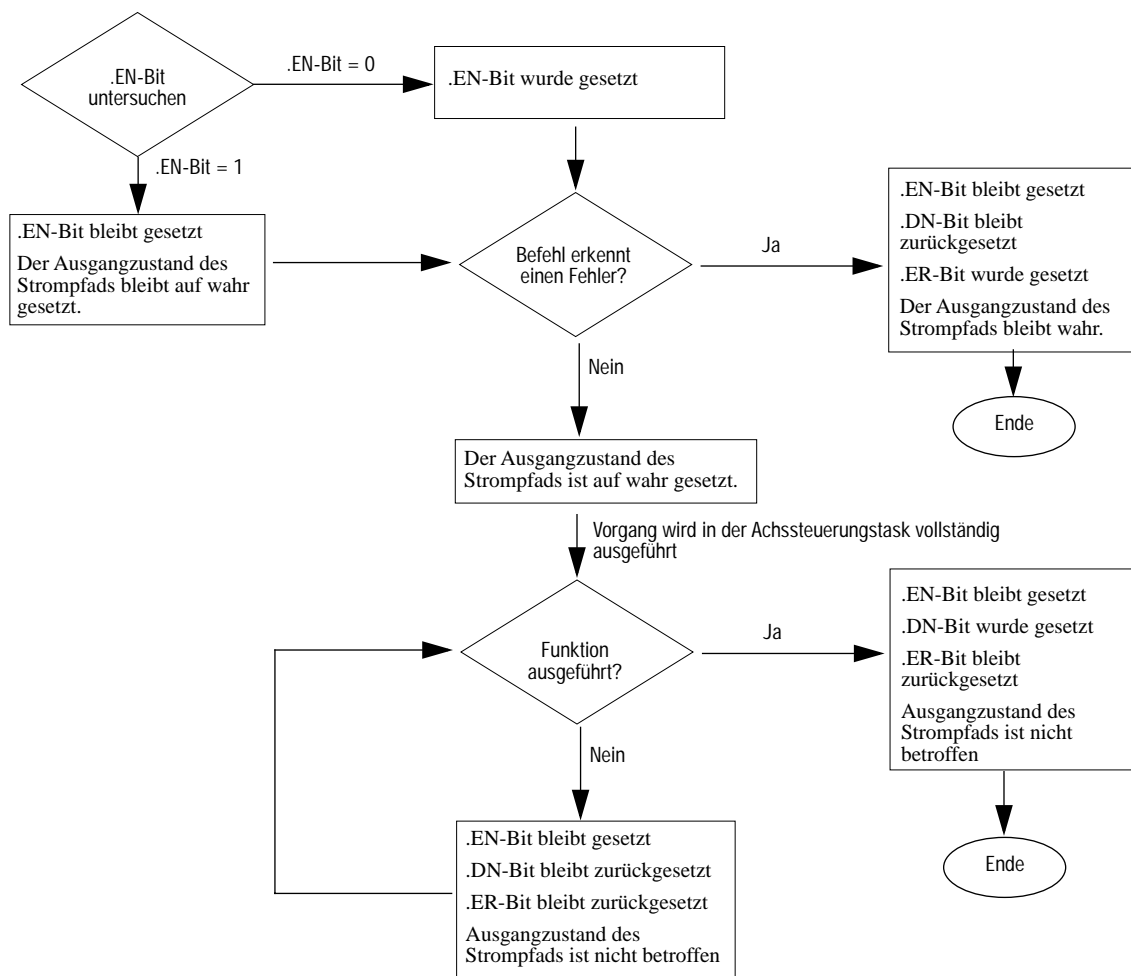 .EN-Bit
untersuchen
.EN-Bit = 0
.EN-Bit wurde gesetzt
.EN-Bit = 1
.EN-Bit bleibt gesetzt
Der Ausgangzustand des
Strompfads bleibt auf wahr
gesetzt.
Befehl erkennt
einen Fehler?
Ja
.EN-Bit bleibt gesetzt
.DN-Bit bleibt
zurückgesetzt
.ER-Bit wurde gesetzt
Der Ausgangzustand des
Strompfads bleibt wahr.
Ende
Nein
Der Ausgangzustand des
Strompfads ist auf wahr gesetzt.
Vorgang wird in der Achssteuerungstask vollständig
ausgeführt
Funktion
ausgeführt?
Ja
.EN-Bit bleibt gesetzt
.DN-Bit wurde gesetzt
.ER-Bit bleibt
zurückgesetzt
Ausgangzustand des
Strompfads ist nicht
betroffen
Ende
Nein
.EN-Bit bleibt gesetzt
.DN-Bit bleibt zurückgesetzt
.ER-Bit bleibt zurückgesetzt
Ausgangzustand des
Strompfads ist nicht betroffen